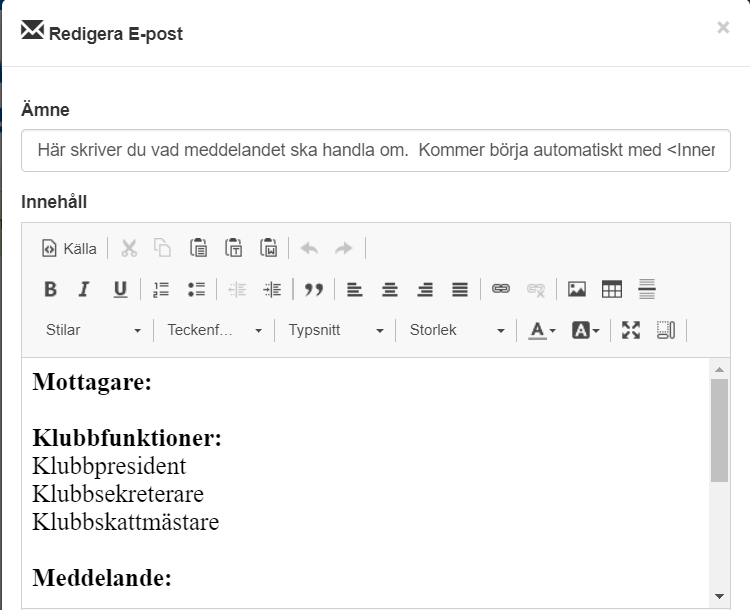 Redigera E-post
×
Ämne
Här skriver du vad meddelandet ska handla om.  Kommer börja automatiskt med <Inner
Innehåll
Källa
B I U
Stilar Teckenf... Typsnitt Storlek A A
Mottagare:
Klubbfunktioner:
Klubbpresident
Klubbsekreterare
Klubbskattmästare
Meddelande: